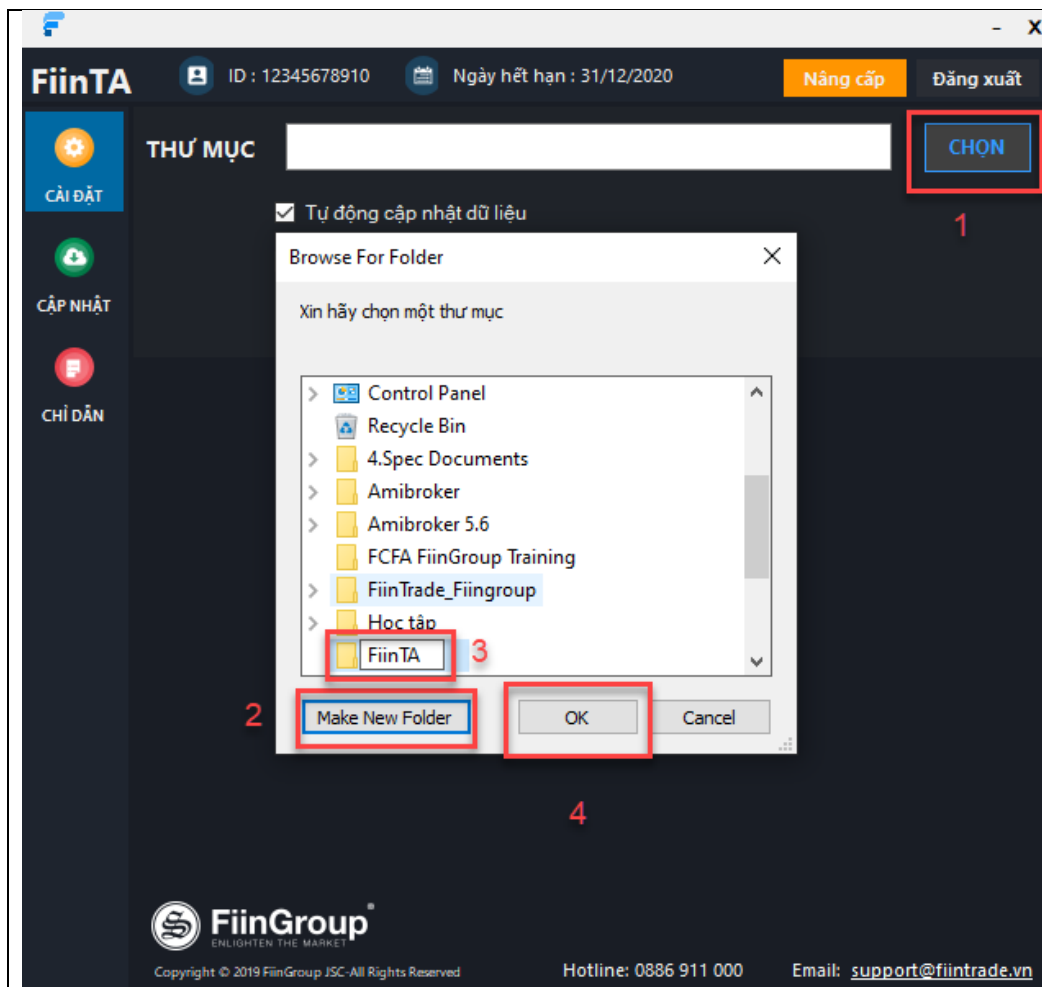 – X
FiinTA
ID : 12345678910
Ngày hết hạn : 31/12/2020
Nâng cấp
Đăng xuất
CÀI ĐẶT
THƯ MỤC
CHỌN
1
Tự động cập nhật dữ liệu
CẬP NHẬT
CHỈ DẪN
Browse For Folder
Xin hãy chọn một thư mục
Control Panel
Recycle Bin
4.Spec Documents
Amibroker
Amibroker 5.6
FCFA FiinGroup Training
FiinTrade_Fiingroup
Học tập
FiinTA
3
2
Make New Folder
OK
Cancel
4
FiinGroup
ENLIGHTEN THE MARKET
Copyright © 2019 FiinGroup JSC-All Rights Reserved
Hotline: 0886 911 000
Email: support@fiintrade.vn